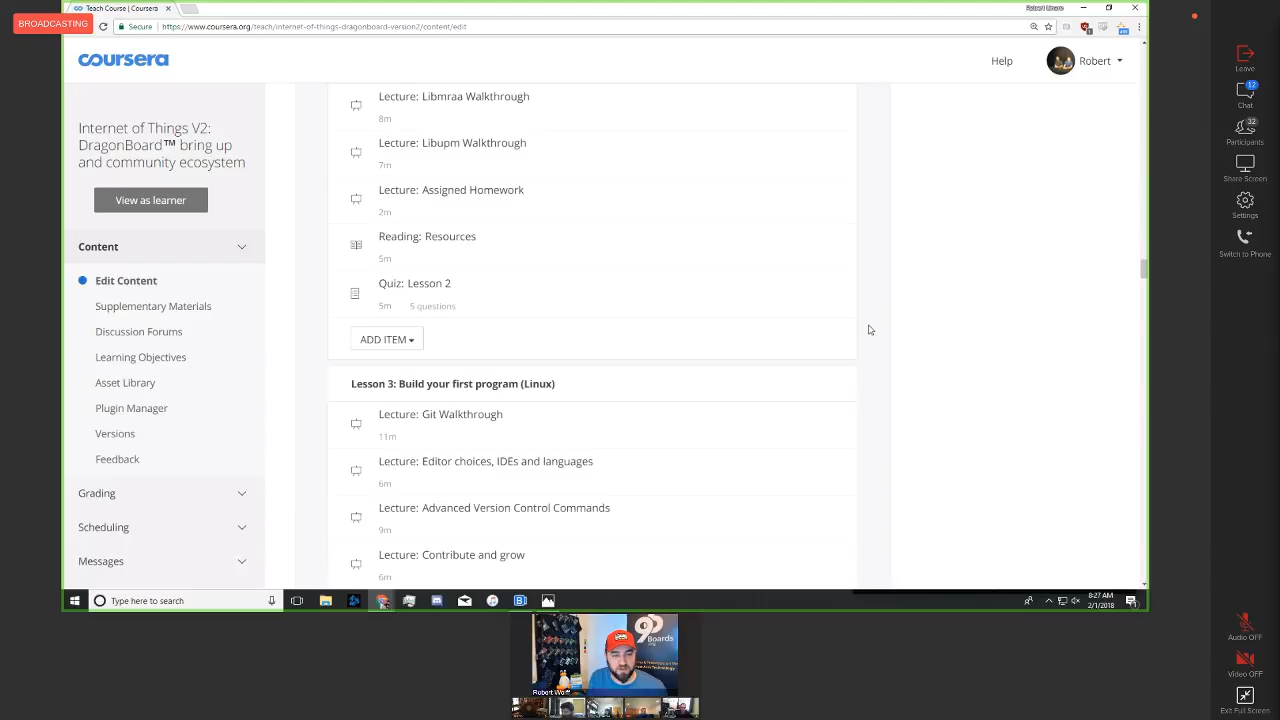 BROADCASTING
Teach Course | Coursera
Secure
https://www.coursera.org/teach/internet-of-things-dragonboard-version2/content/edit
coursera
Help
Robert
Internet of Things V2:
DragonBoard™ bring up
and community ecosystem
View as learner
Content
Edit Content
Supplementary Materials
Discussion Forums
Learning Objectives
Asset Library
Plugin Manager
Versions
Feedback
Grading
Scheduling
Messages
Lecture: Libmraa Walkthrough
8m
Lecture: Libupm Walkthrough
7m
Lecture: Assigned Homework
2m
Reading: Resources
5m
Quiz: Lesson 2
5m 5 questions
ADD ITEM
Lesson 3: Build your first program (Linux)
Lecture: Git Walkthrough
11m
Lecture: Editor choices, IDEs and languages
6m
Lecture: Advanced Version Control Commands
9m
Lecture: Contribute and grow
6m
Type here to search
8:27 AM
2/1/2018
Leave
12
Chat
32
Participants
Share Screen
Settings
Switch to Phone
Audio OFF
Video OFF
Exit Full Screen
Boards
Robert Wolff